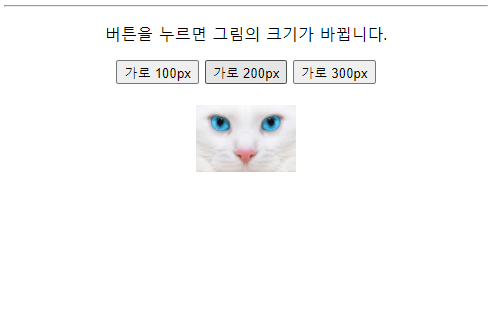 버튼을 누르면 그림의 크기가 바뀝니다.
가로 100px 가로 200px 가로 300px